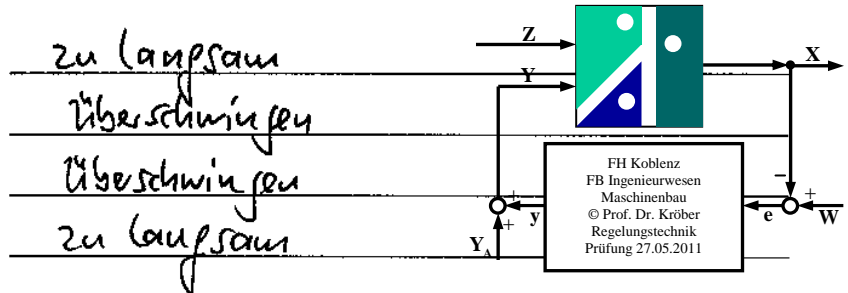 zu langsam
überschwingen
überschwingen
zu langsam
Z
Y
X
FH Koblenz
FB Ingenieurwesen
Maschinenbau
© Prof. Dr. Kröber
Regelungstechnik
Prüfung 27.05.2011
−
+
+
y
+
e
W
Y_A